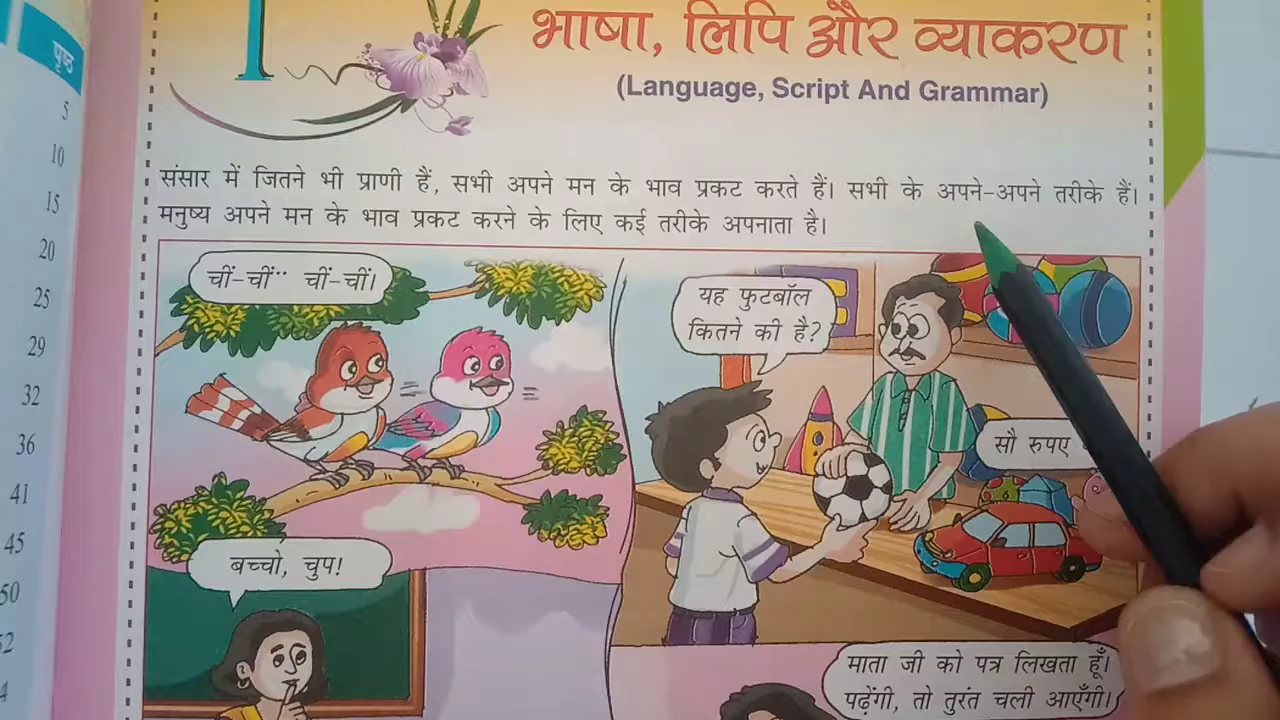 पृष्ठ
5
10
15
20
25
29
32
36
41
45
50
1
भाषा, लिपि और व्याकरण
(Language, Script And Grammar)
संसार में जितने भी प्राणी हैं, सभी अपने मन के भाव प्रकट करते हैं। सभी के अपने-अपने तरीके हैं।
मनुष्य अपने मन के भाव प्रकट करने के लिए कई तरीके अपनाता है।
चीं-चीं¨ चीं-चीं।
यह फुटबॉल
कितने की है?
सौ रुपए
बच्चो, चुप!
माता जी को पत्र लिखता हूँ।
पढ़ेंगी, तो तुरंत चली आएँगी।